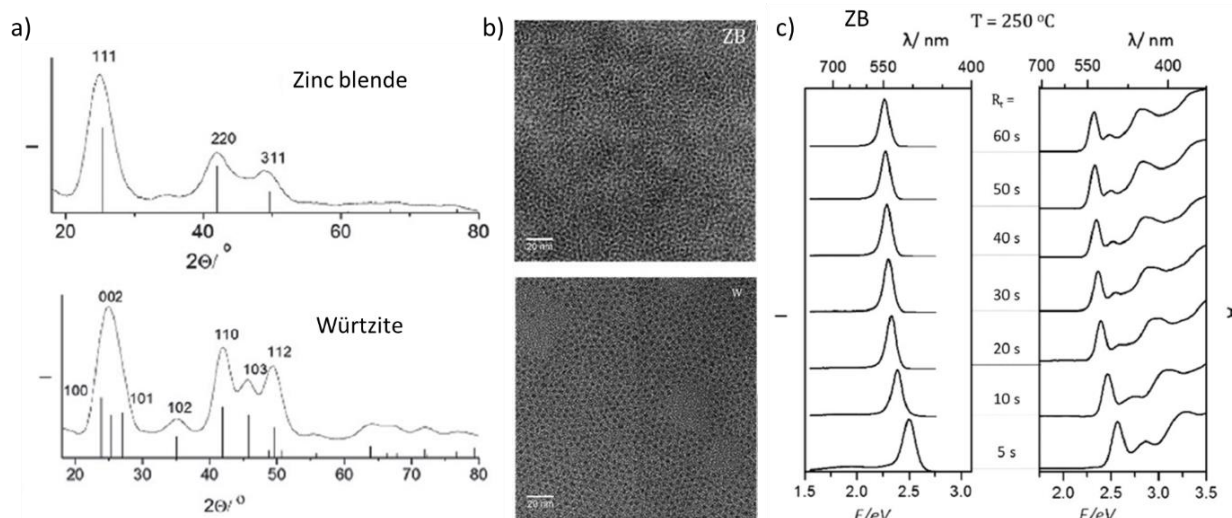 a)
111
Zinc blende
220
311
I
20 40 60 80
2Θ/ °
002
Würtzite
110
112
103
100
101
102
I
20 30 40 50 60 70 80
2Θ/ °
b)
ZB
20 nm
W
20 nm
c)
ZB T = 250 °C
λ/ nm
λ/ nm
700 550 400
700 550 400
Rt =
60 s
50 s
40 s
30 s
20 s
10 s
5 s
I
1.5 2.0 2.5 3.0
2.0 2.5 3.0 3.5
E/eV
E/eV